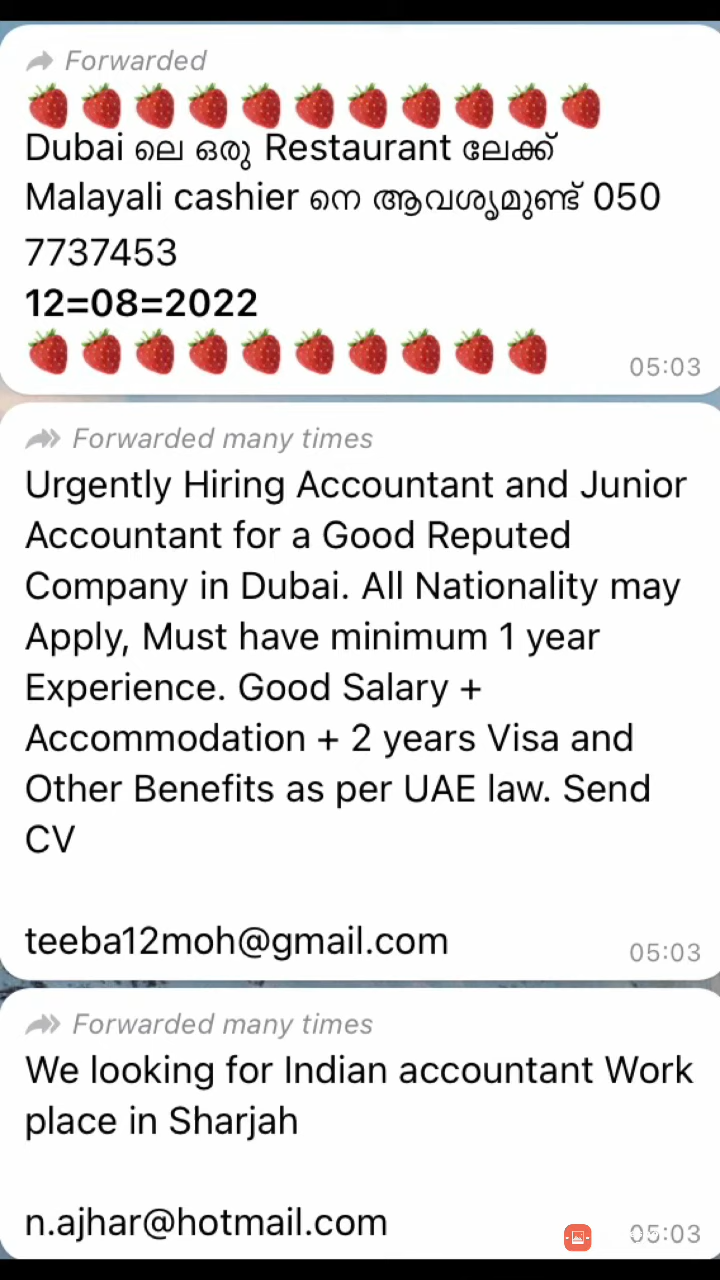 Forwarded
Dubai ലെ ഒരു Restaurant ലേക്ക്
Malayali cashier നെ ആവശ്യമുണ്ട് 050
7737453
12=08=2022
05:03
Forwarded many times
Urgently Hiring Accountant and Junior
Accountant for a Good Reputed
Company in Dubai. All Nationality may
Apply, Must have minimum 1 year
Experience. Good Salary +
Accommodation + 2 years Visa and
Other Benefits as per UAE law. Send
CV
teeba12moh@gmail.com
05:03
Forwarded many times
We looking for Indian accountant Work
place in Sharjah
n.ajhar@hotmail.com
05:03